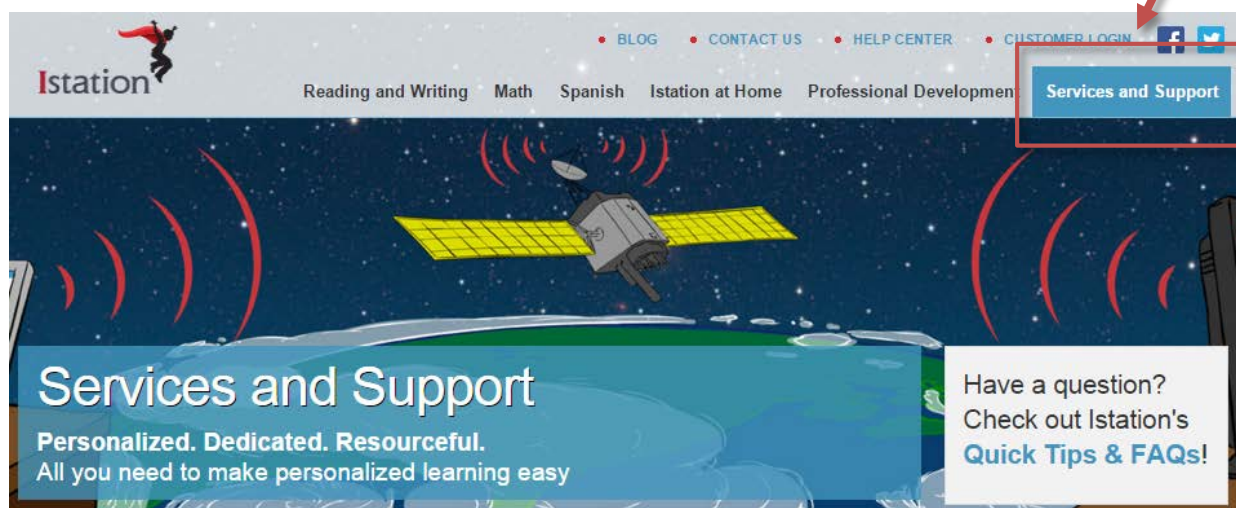 BLOG CONTACT US HELP CENTER CUSTOMER LOGIN
Istation
Reading and Writing Math Spanish Istation at Home Professional Development Services and Support
Services and Support
Personalized. Dedicated. Resourceful.
All you need to make personalized learning easy
Have a question?
Check out Istation's
Quick Tips & FAQs!